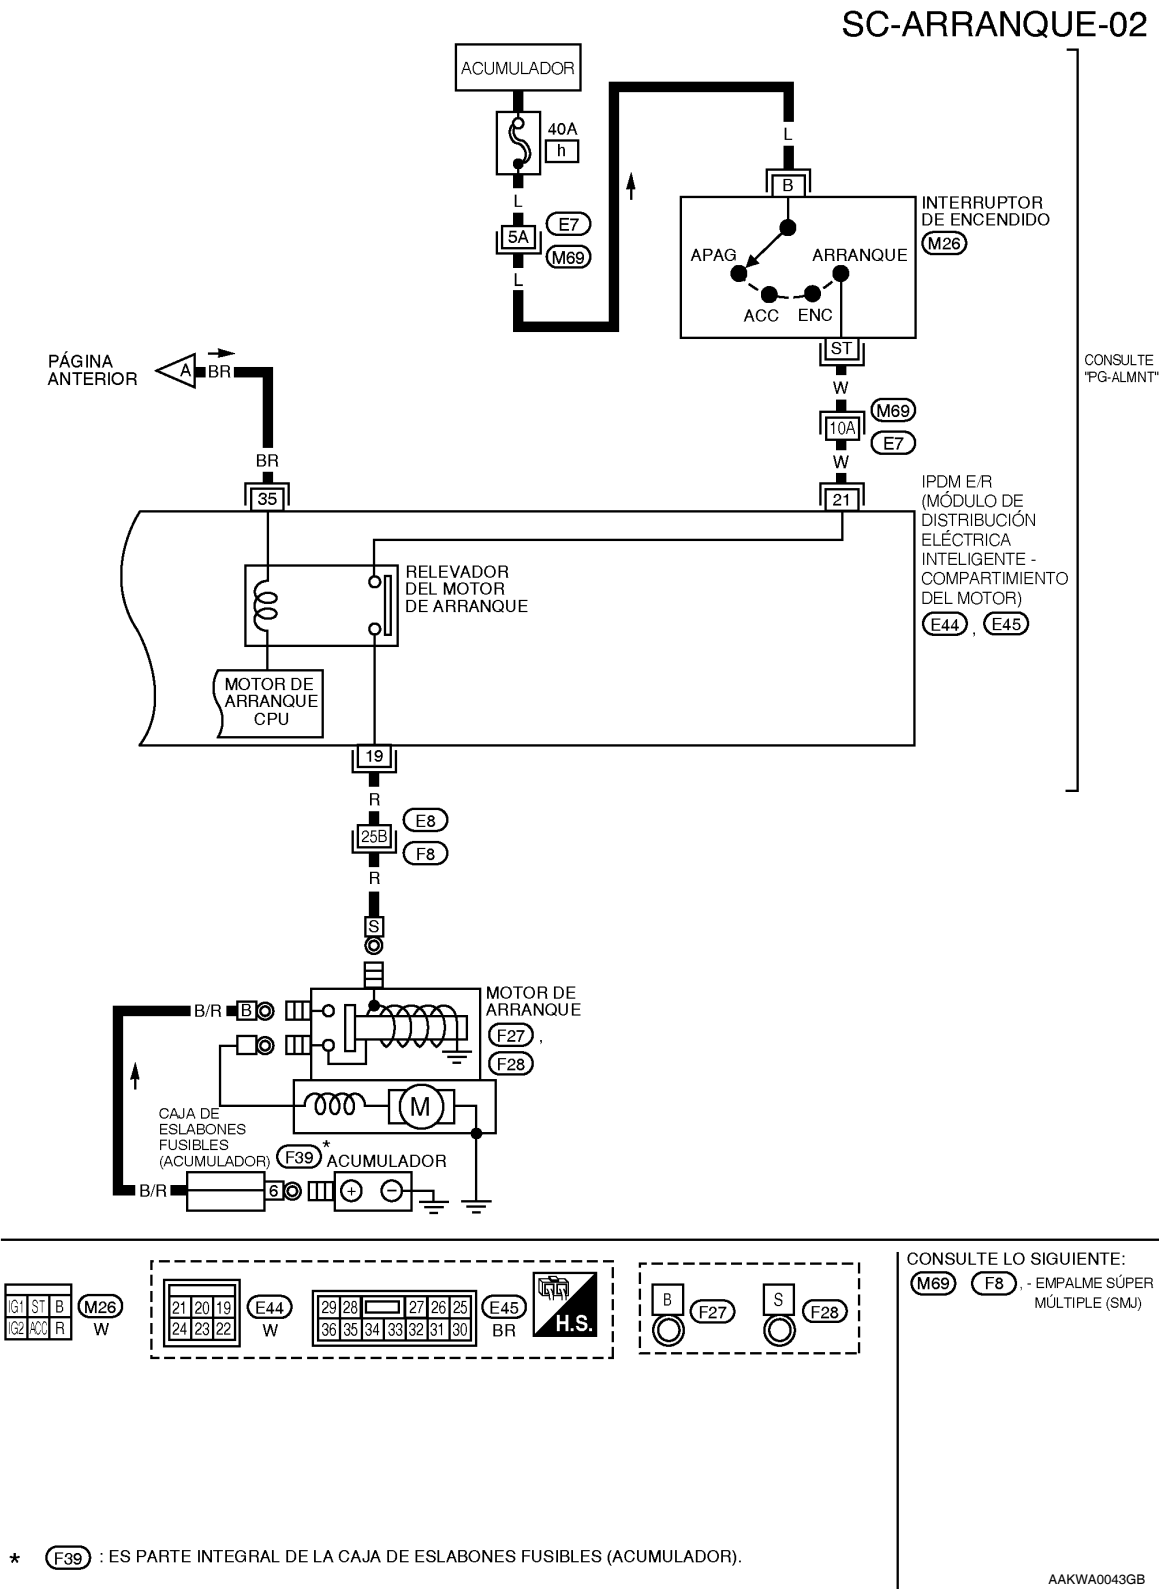 SC-ARRANQUE-02
ACUMULADOR
40A
h
L
5A
E7
M69
L
L
B
INTERRUPTOR
DE ENCENDIDO
M26
APAG
ARRANQUE
ACC
ENC
ST
W
10A
M69
E7
W
21
CONSULTE
"PG-ALMNT"
PÁGINA
ANTERIOR
A
BR
BR
35
IPDM E/R
(MÓDULO DE
DISTRIBUCIÓN
ELÉCTRICA
INTELIGENTE -
COMPARTIMIENTO
DEL MOTOR)
E44 , E45
RELEVADOR
DEL MOTOR
DE ARRANQUE
MOTOR DE
ARRANQUE
CPU
19
R
25B
E8
F8
R
S
MOTOR DE
ARRANQUE
F27 ,
F28
B/R
B
M
CAJA DE
ESLABONES
FUSIBLES
(ACUMULADOR)
F39 *
ACUMULADOR
B/R
6
+
−
IG1 ST B
IG2 ACC R
M26
W
21 20 19
24 23 22
E44
W
29 28 27 26 25
36 35 34 33 32 31 30
E45
BR
H.S.
B
F27
S
F28
CONSULTE LO SIGUIENTE:
M69 F8 , - EMPALME SÚPER
MÚLTIPLE (SMJ)
* F39 : ES PARTE INTEGRAL DE LA CAJA DE ESLABONES FUSIBLES (ACUMULADOR).
AAKWA0043GB